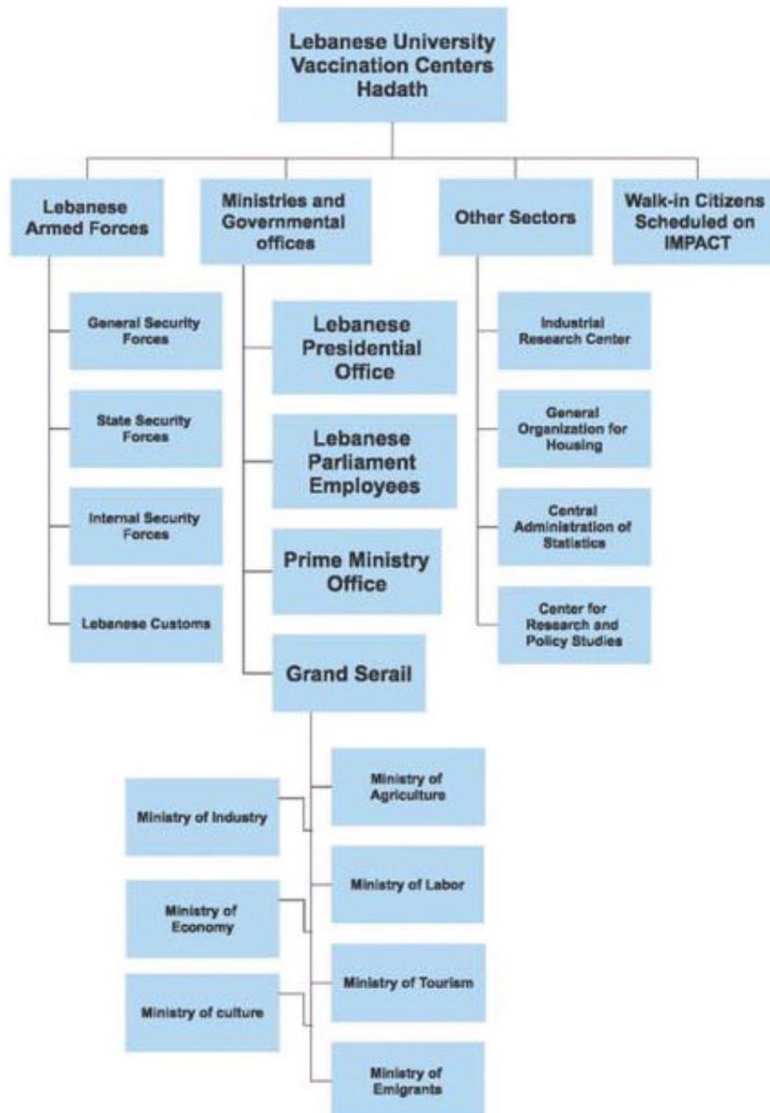 Lebanese University
Vaccination Centers
Hadath
Lebanese
Armed Forces
Ministries and
Governmental
offices
Other Sectors
Walk-in Citizens
Scheduled on
IMPACT
General Security
Forces
State Security
Forces
Internal Security
Forces
Lebanese Customs
Lebanese
Presidential
Office
Lebanese
Parliament
Employees
Prime Ministry
Office
Grand Serail
Industrial
Research Center
General
Organization for
Housing
Central
Administration of
Statistics
Center for
Research and
Policy Studies
Ministry of Industry
Ministry of
Economy
Ministry of culture
Ministry of
Agriculture
Ministry of Labor
Ministry of Tourism
Ministry of
Emigrants